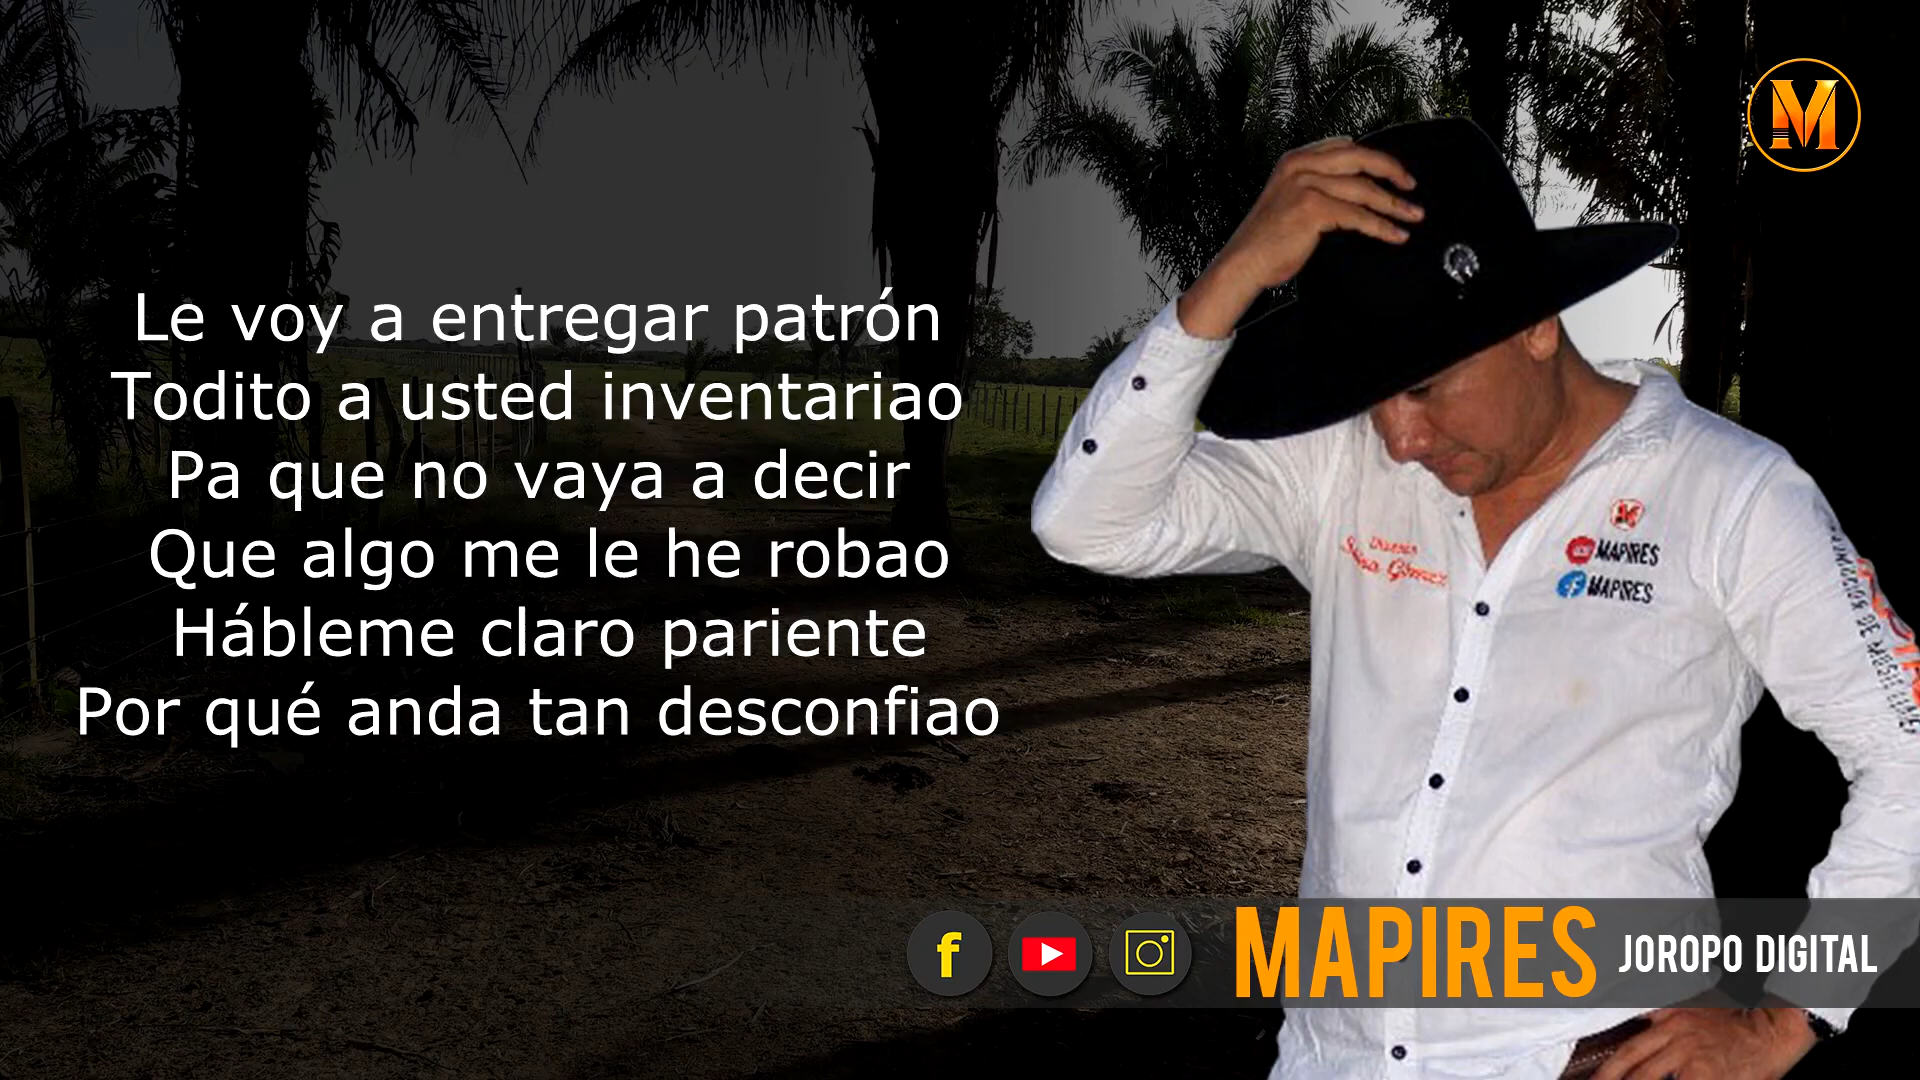 M
Le voy a entregar patrón
Todito a usted inventariao
Pa que no vaya a decir
Que algo me le he robao
Hábleme claro pariente
Por qué anda tan desconfiao
M
MAPIRES
MAPIRES
MAPIRES JOROPO DIGITAL